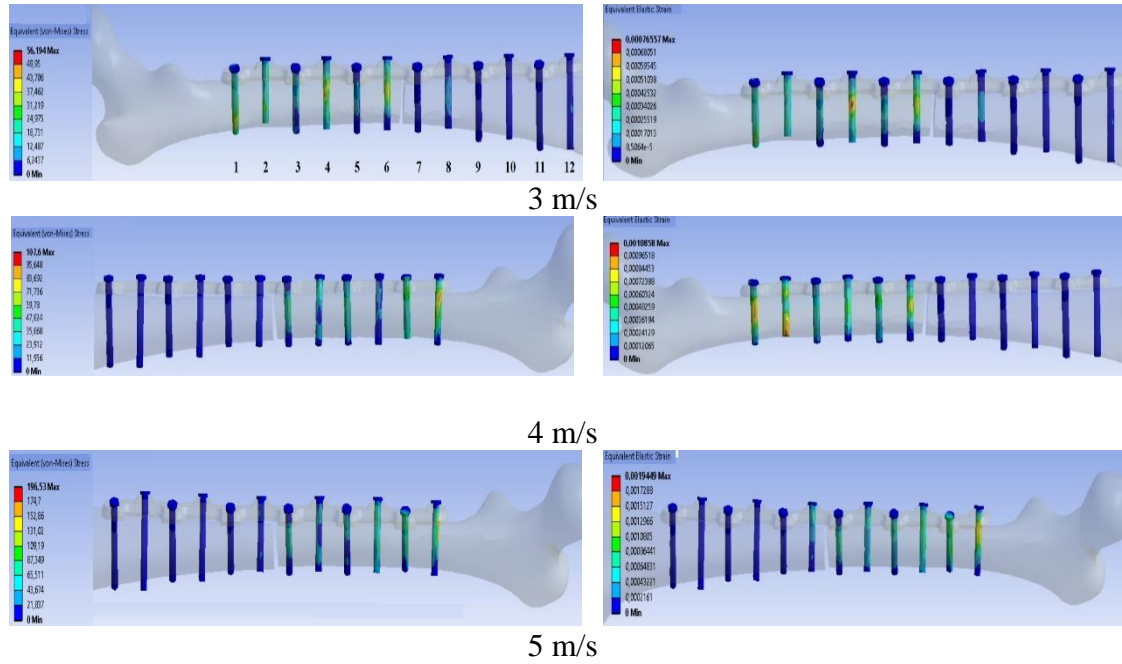 Equivalent (von-Mises) Stress
56,194 Max
49,95
43,706
37,462
31,219
24,975
18,731
12,487
6,2437
0 Min
1 2 3 4 5 6 7 8 9 10 11 12
Equivalent Elastic Strain
0,00076557 Max
0,00068051
0,00059545
0,00051038
0,00042532
0,00034026
0,00025519
0,00017013
8,5064e-5
0 Min
3 m/s
Equivalent (von-Mises) Stress
107,6 Max
95,648
83,692
71,736
59,78
47,824
35,868
23,912
11,956
0 Min
Equivalent Elastic Strain
0,0010858 Max
0,00096518
0,00084453
0,00072388
0,00060324
0,00048259
0,00036194
0,00024129
0,00012065
0 Min
4 m/s
Equivalent (von-Mises) Stress
196,53 Max
174,7
152,86
131,02
109,19
87,349
65,511
43,674
21,837
0 Min
Equivalent Elastic Strain
0,0019449 Max
0,0017288
0,0015127
0,0012966
0,0010805
0,00064831
0,00043221
0,0002161
0 Min
5 m/s